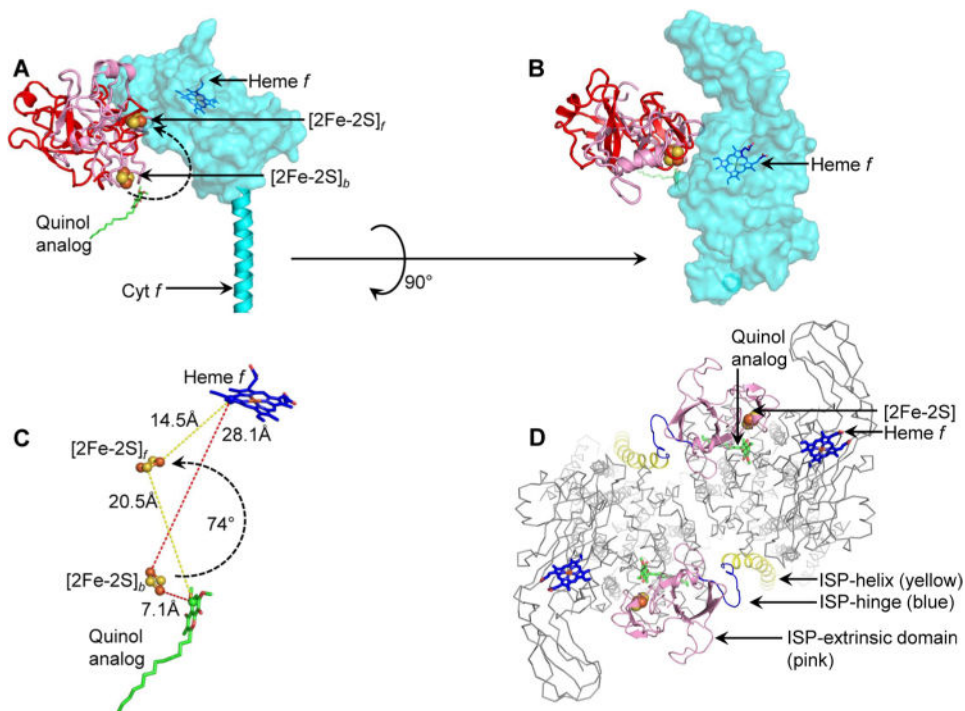 A
Heme f
[2Fe-2S]f
[2Fe-2S]b
Quinol
analog
Cyt f
90°
B
Heme f
C
Heme f
14.5Å
28.1Å
[2Fe-2S]f
20.5Å
74°
[2Fe-2S]b
7.1Å
Quinol
analog
D
Quinol
analog
[2Fe-2S]
Heme f
ISP-helix (yellow)
ISP-hinge (blue)
ISP-extrinsic domain
(pink)